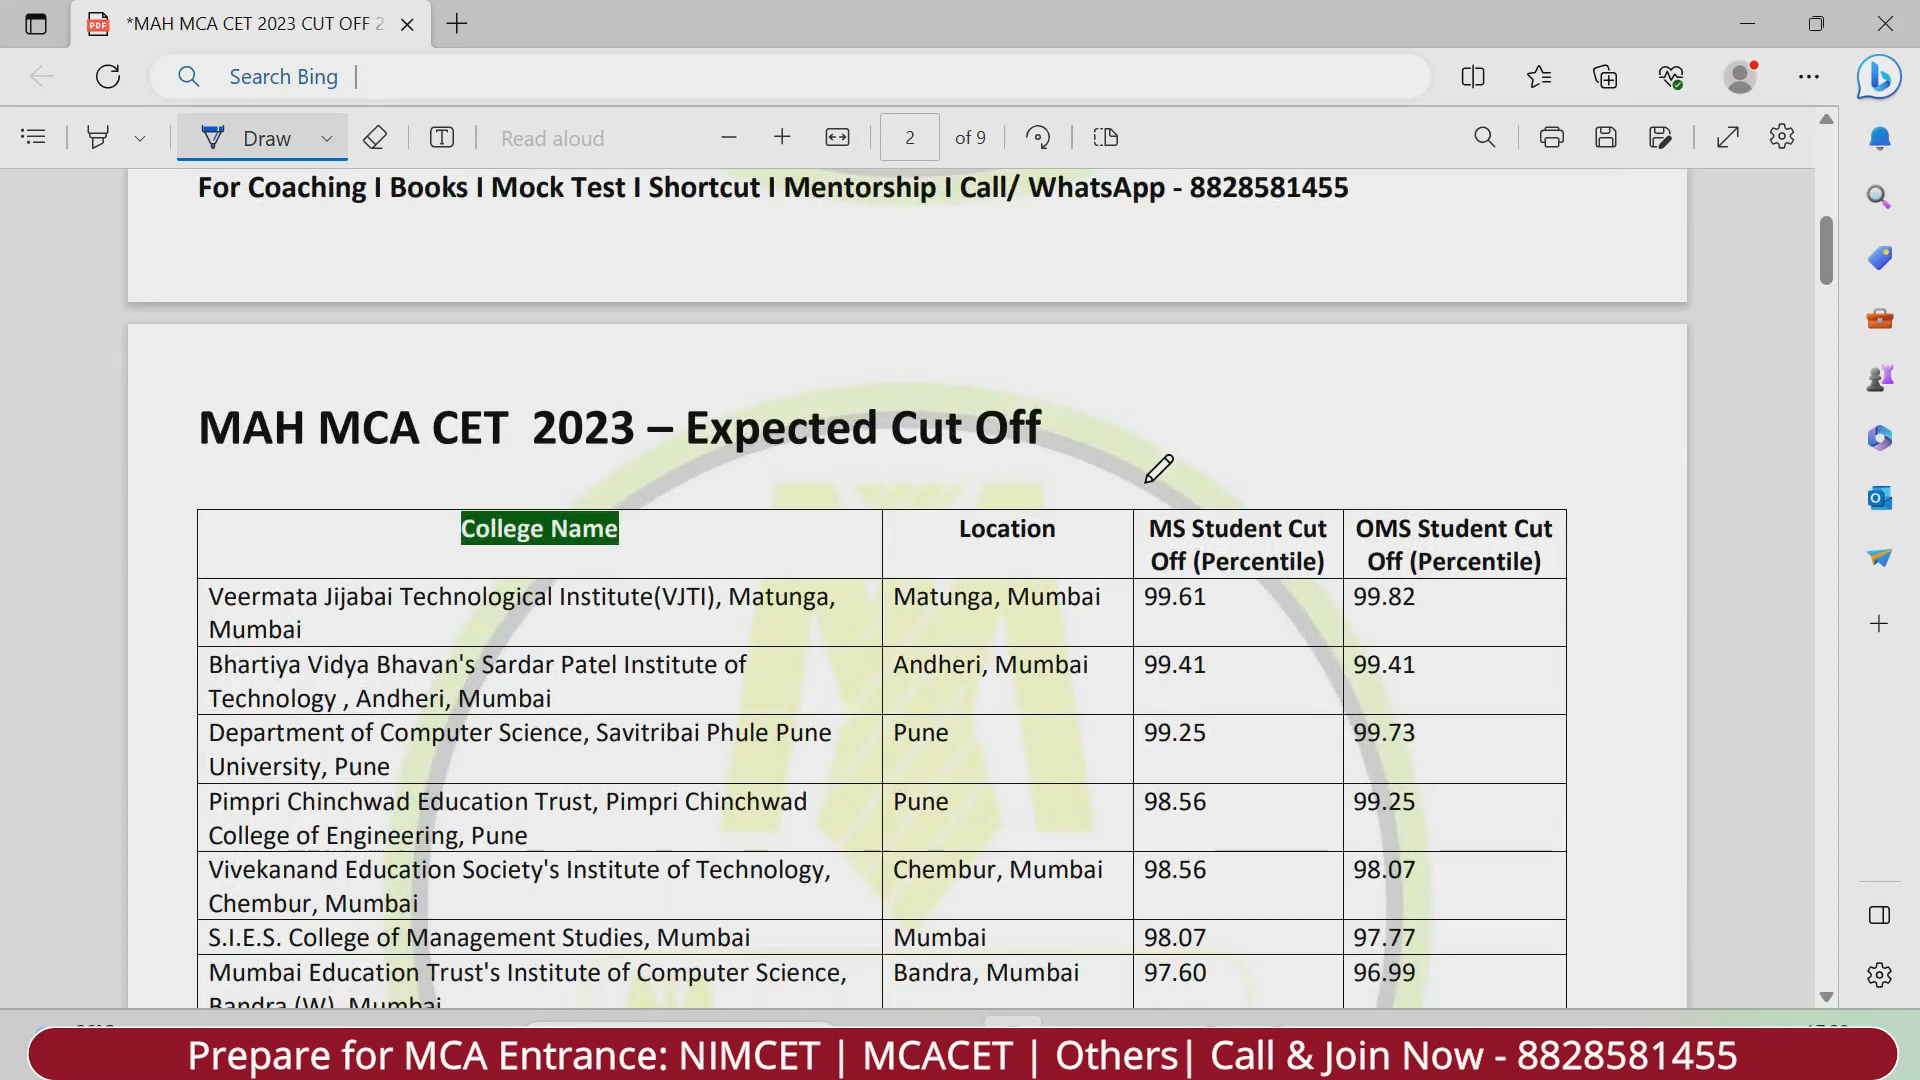 *MAH MCA CET 2023 CUT OFF 2
Search Bing
Draw
Read aloud
2 of 9
For Coaching I Books I Mock Test I Shortcut I Mentorship I Call/ WhatsApp - 8828581455
MAH MCA CET 2023 – Expected Cut Off
College Name Location MS Student Cut OMS Student Cut
Off (Percentile) Off (Percentile)
Veermata Jijabai Technological Institute(VJTI), Matunga, Matunga, Mumbai 99.61 99.82
Mumbai
Bhartiya Vidya Bhavan's Sardar Patel Institute of Andheri, Mumbai 99.41 99.41
Technology , Andheri, Mumbai
Department of Computer Science, Savitribai Phule Pune Pune 99.25 99.73
University, Pune
Pimpri Chinchwad Education Trust, Pimpri Chinchwad Pune 98.56 99.25
College of Engineering, Pune
Vivekanand Education Society's Institute of Technology, Chembur, Mumbai 98.56 98.07
Chembur, Mumbai
S.I.E.S. College of Management Studies, Mumbai Mumbai 98.07 97.77
Mumbai Education Trust's Institute of Computer Science, Bandra, Mumbai 97.60 96.99
Bandra (W), Mumbai
Prepare for MCA Entrance: NIMCET | MCACET | Others| Call & Join Now - 8828581455